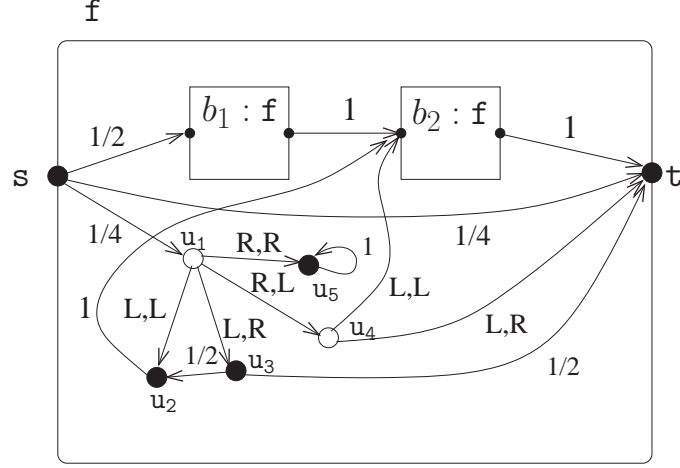 f
b₁ : f
1
b₂ : f
1
1/2
s
t
1/4
u₁
R,R
1
1/4
R,L
u₅
L,L
1
L,L
L,R
u₄
L,R
1/2
u₃
1/2
u₂